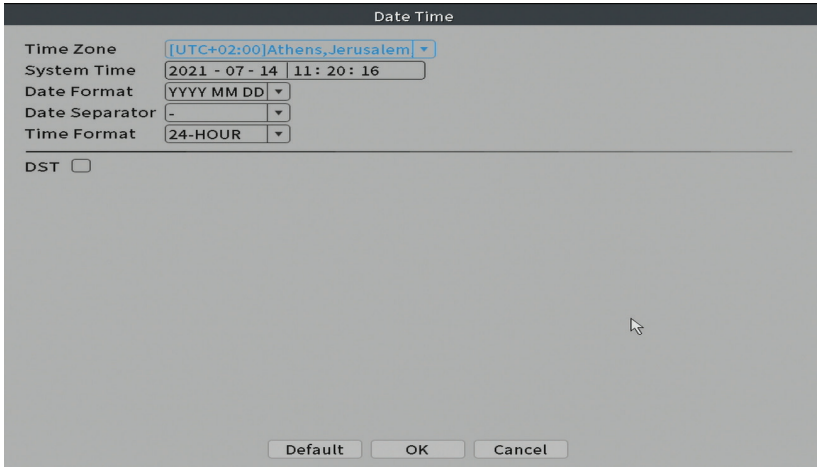 Date Time
Time Zone [UTC+02:00]Athens,Jerusalem
System Time 2021 - 07 - 14 11 : 20 : 16
Date Format YYYY MM DD
Date Separator -
Time Format 24-HOUR
DST
Default OK Cancel